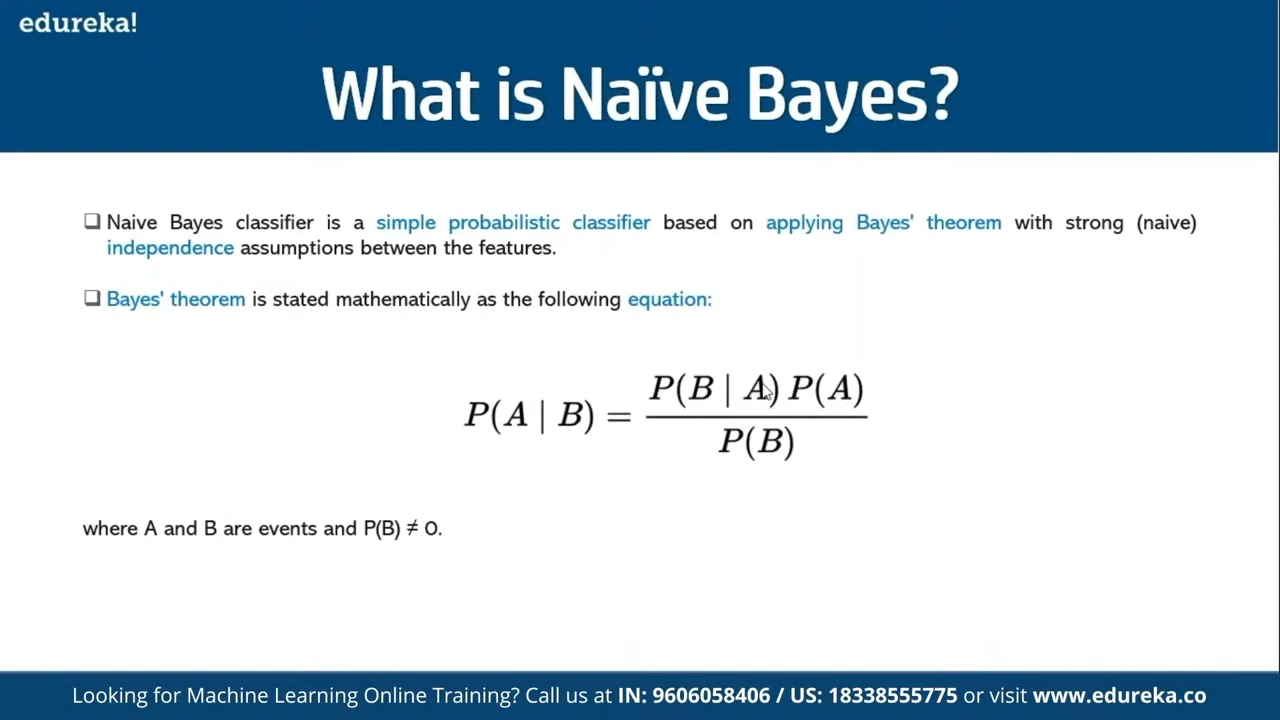 edureka!
What is Naïve Bayes?
❑ Naive Bayes classifier is a simple probabilistic classifier based on applying Bayes' theorem with strong (naive)
independence assumptions between the features.
❑ Bayes' theorem is stated mathematically as the following equation:
P(A | B) = P(B | A) P(A) / P(B)
where A and B are events and P(B) ≠ 0.
Looking for Machine Learning Online Training? Call us at IN: 9606058406 / US: 18338555775 or visit www.edureka.co